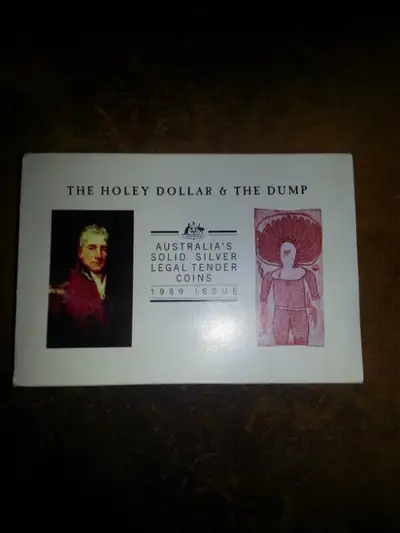 THE HOLEY DOLLAR & THE DUMP
AUSTRALIA'S
SOLID SILVER
LEGAL TENDER
COINS
1989 ISSUE